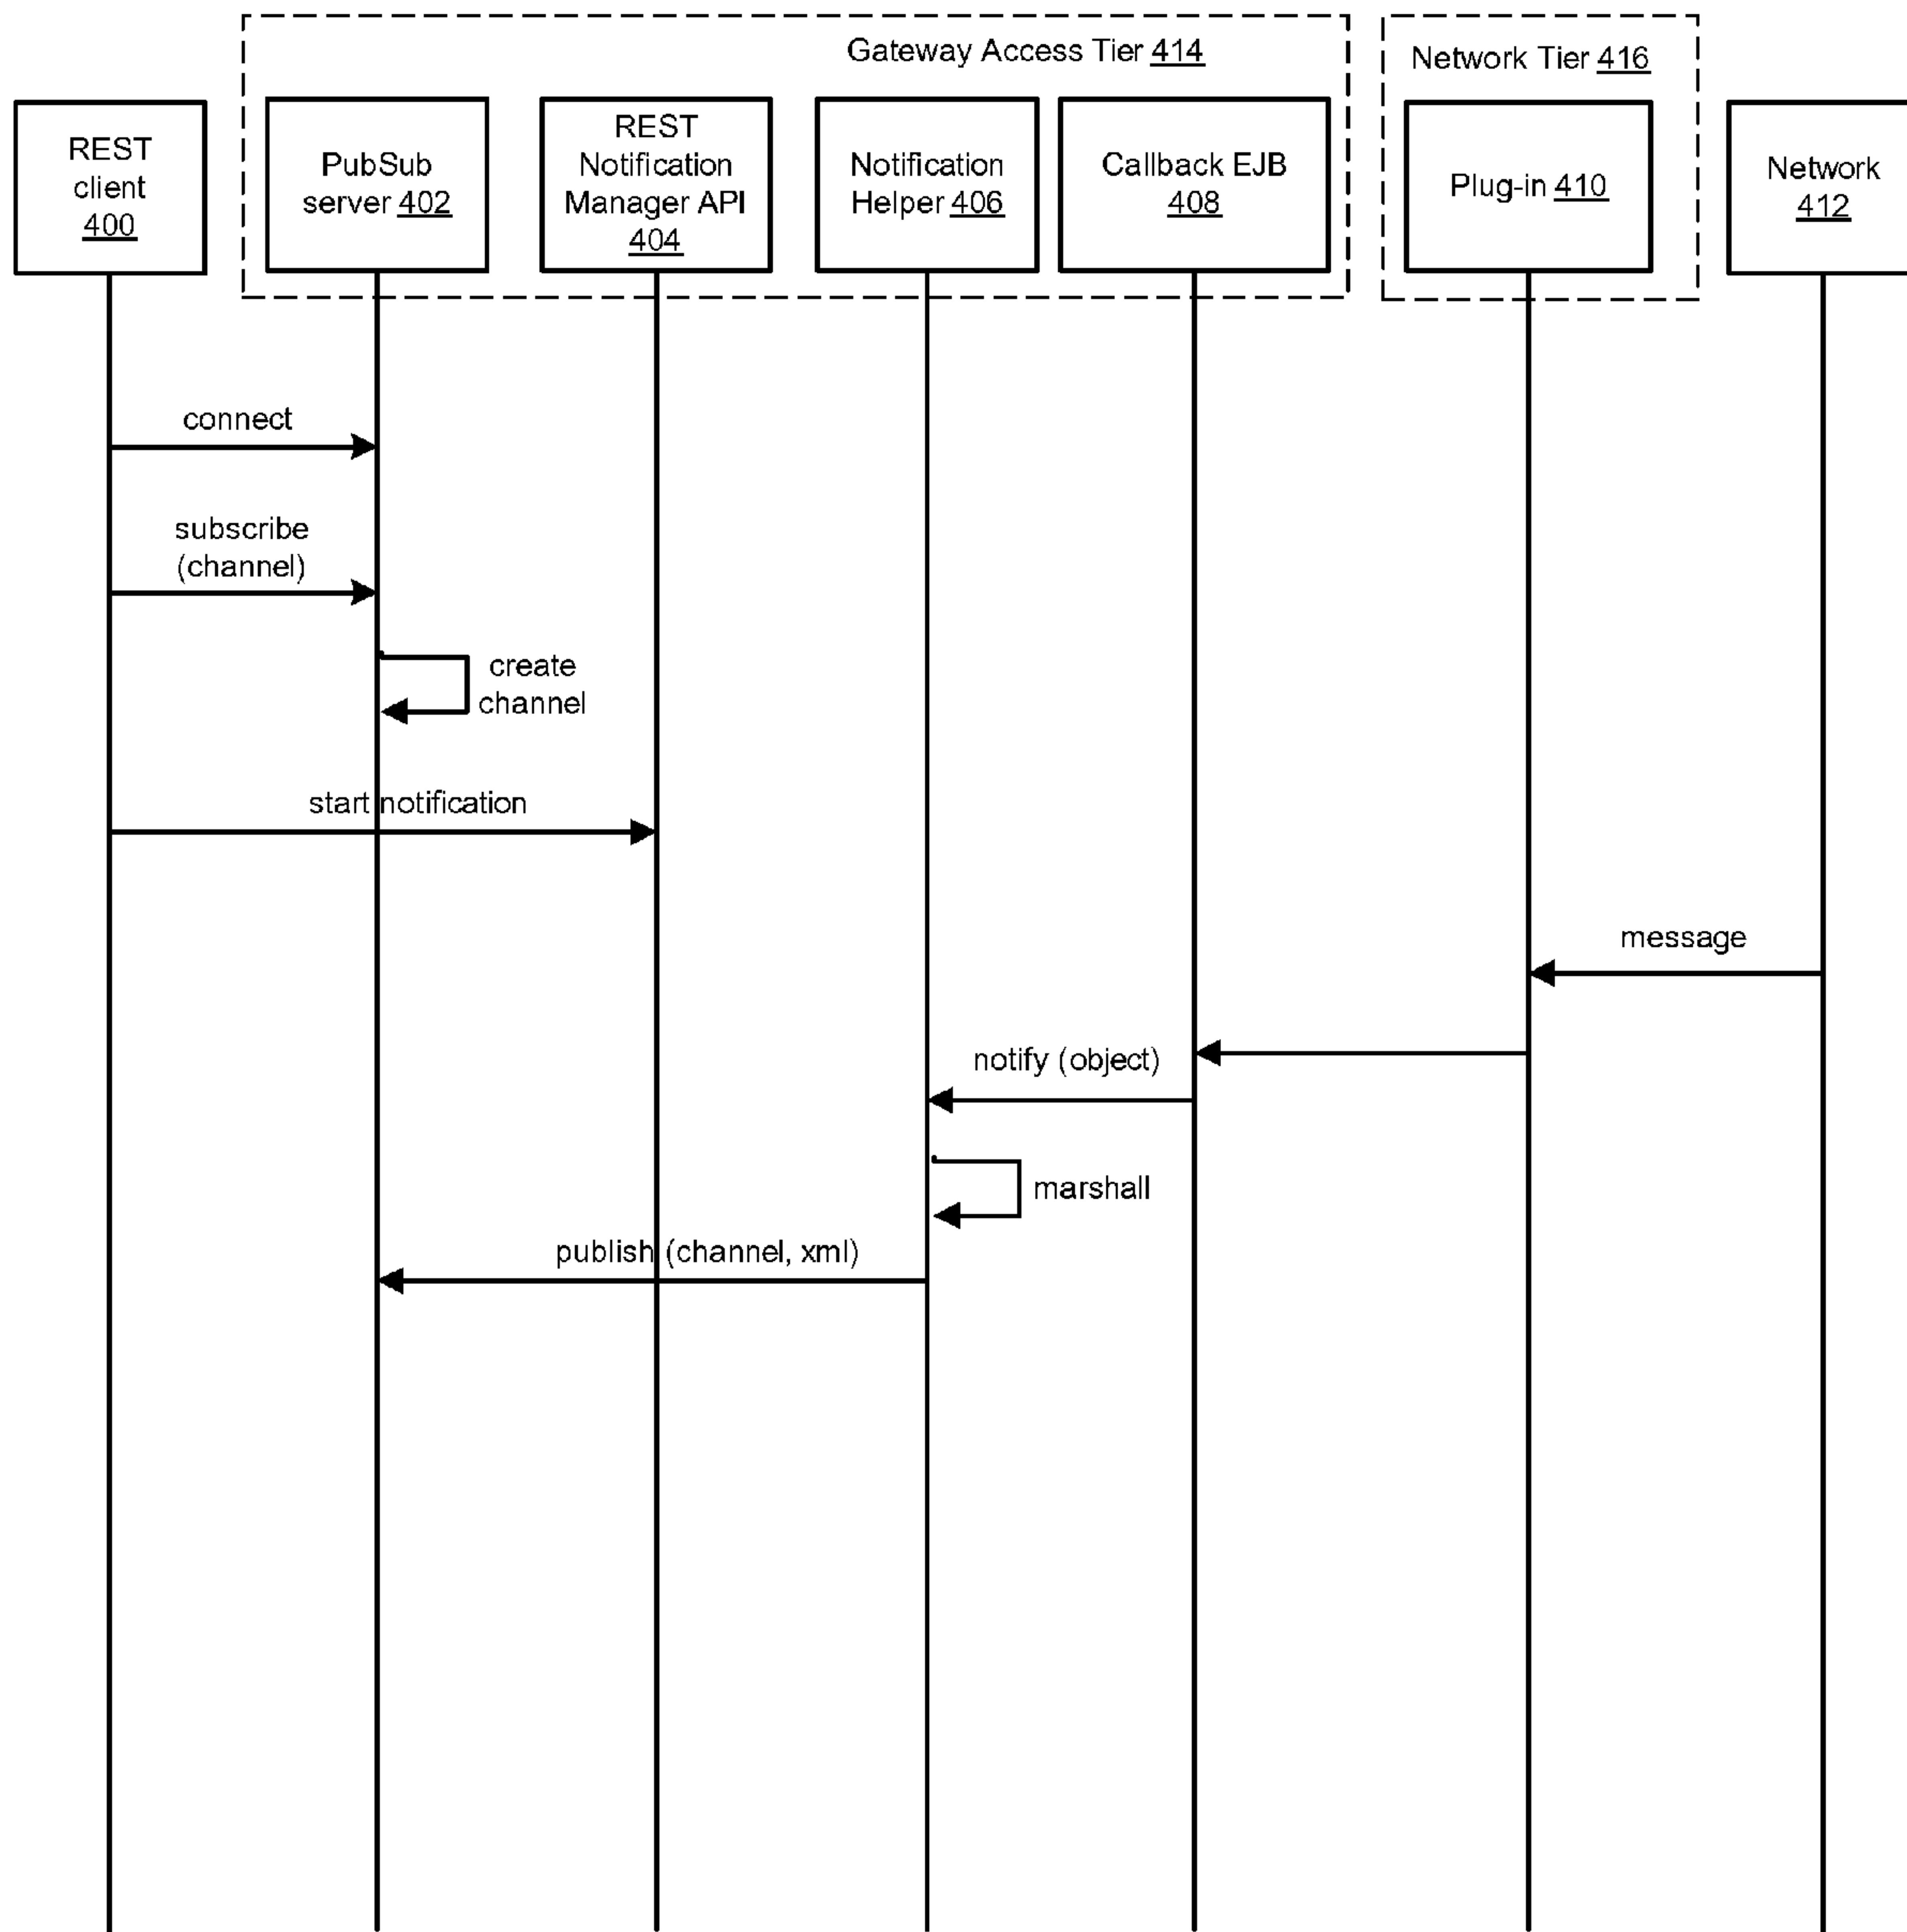 Gateway Access Tier 414
Network Tier 416
REST
client
400
PubSub
server 402
REST
Notification
Manager API
404
Notification
Helper 406
Callback EJB
408
Plug-in 410
Network
412
connect
subscribe
(channel)
create
channel
start notification
message
notify (object)
marshall
publish (channel, xml)